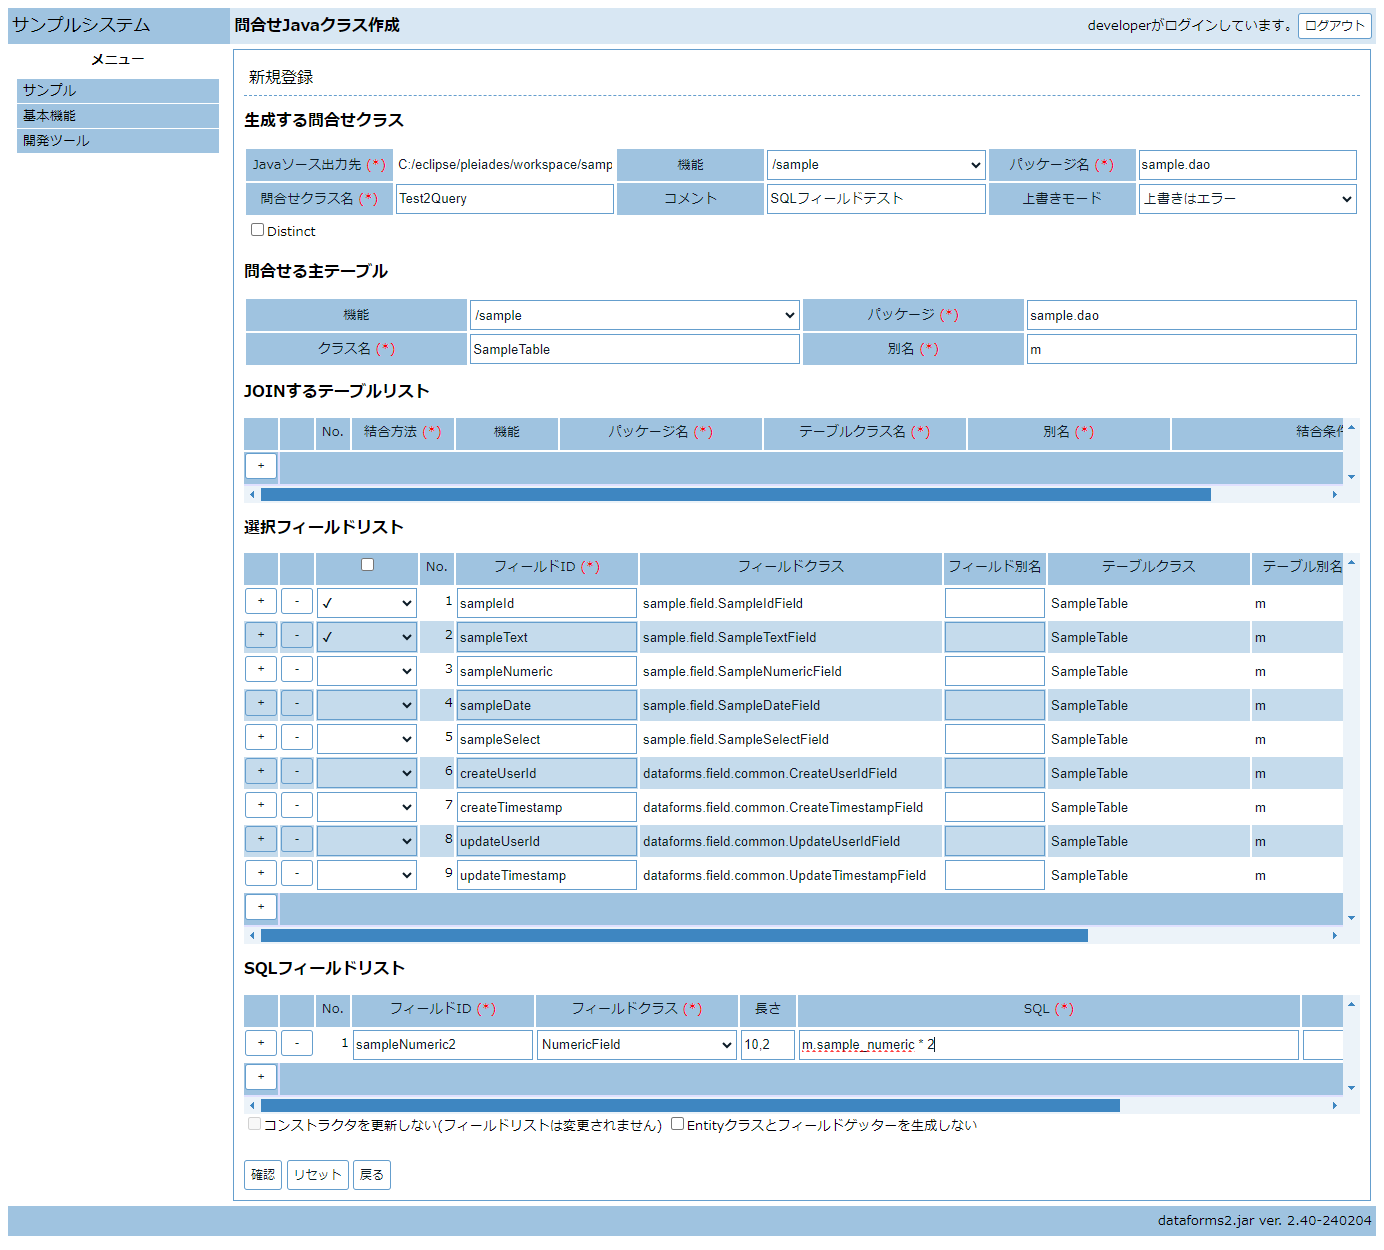 サンプルシステム 問合せJavaクラス作成 developerがログインしています。 ログアウト
メニュー
サンプル
基本機能
開発ツール
新規登録
生成する問合せクラス
Javaソース出力先 (*) C:/eclipse/pleiades/workspace/samp 機能 /sample パッケージ名 (*) sample.dao
問合せクラス名 (*) Test2Query コメント SQLフィールドテスト 上書きモード 上書きはエラー
Distinct
問合せる主テーブル
機能 /sample パッケージ (*) sample.dao
クラス名 (*) SampleTable 別名 (*) m
JOINするテーブルリスト
No. 結合方法 (*) 機能 パッケージ名 (*) テーブルクラス名 (*) 別名 (*) 結合条件
+
選択フィールドリスト
No. フィールドID (*) フィールドクラス フィールド別名 テーブルクラス テーブル別名
+ - ✓ 1 sampleId sample.field.SampleIdField SampleTable m
+ - ✓ 2 sampleText sample.field.SampleTextField SampleTable m
+ - 3 sampleNumeric sample.field.SampleNumericField SampleTable m
+ - 4 sampleDate sample.field.SampleDateField SampleTable m
+ - 5 sampleSelect sample.field.SampleSelectField SampleTable m
+ - 6 createUserId dataforms.field.common.CreateUserIdField SampleTable m
+ - 7 createTimestamp dataforms.field.common.CreateTimestampField SampleTable m
+ - 8 updateUserId dataforms.field.common.UpdateUserIdField SampleTable m
+ - 9 updateTimestamp dataforms.field.common.UpdateTimestampField SampleTable m
+
SQLフィールドリスト
No. フィールドID (*) フィールドクラス (*) 長さ SQL (*)
+ - 1 sampleNumeric2 NumericField 10,2 m.sample_numeric * 2
+
コンストラクタを更新しない(フィールドリストは変更されません) Entityクラスとフィールドゲッターを生成しない
確認 リセット 戻る
dataforms2.jar ver. 2.40-240204